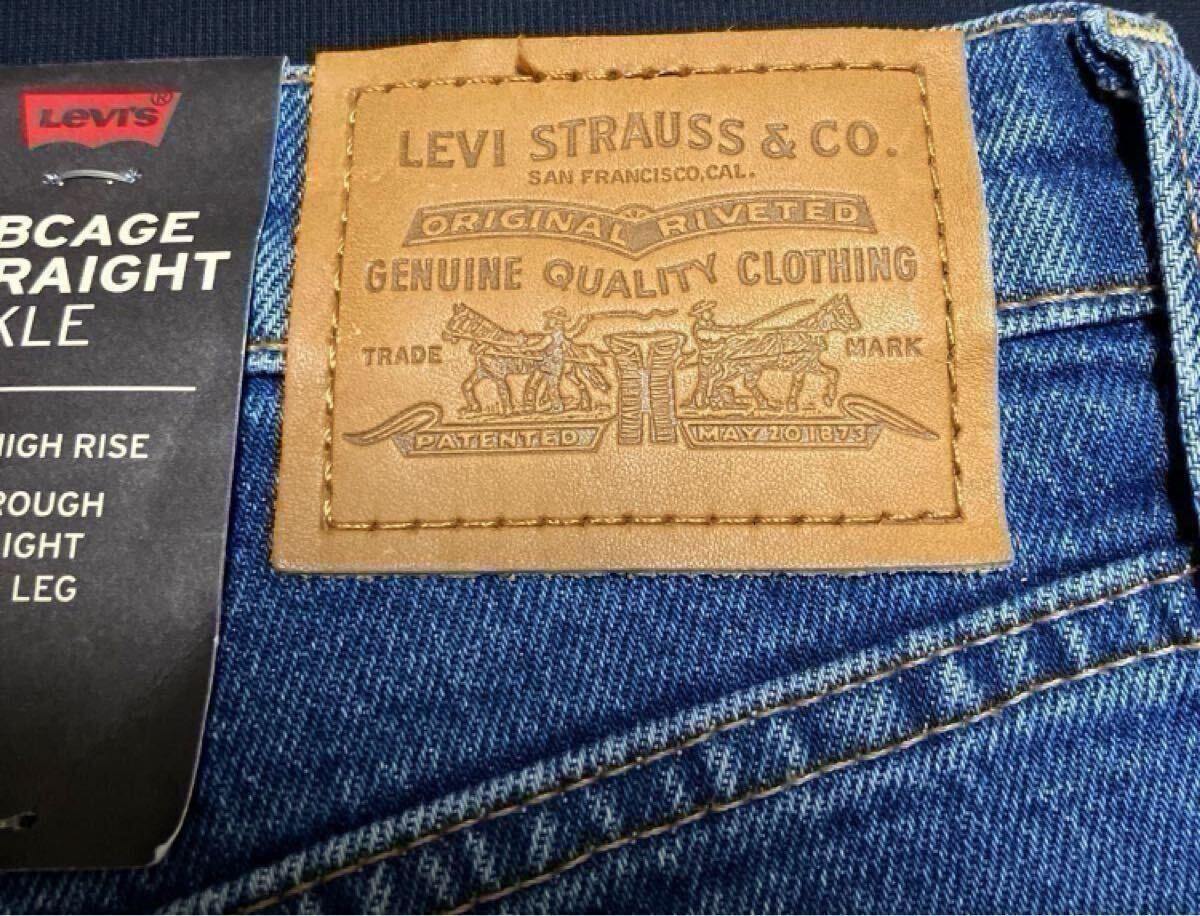 LEVI'S®
BCAGE
RAIGHT
KLE
HIGH RISE
ROUGH
IGHT
LEG
LEVI STRAUSS & CO.
SAN FRANCISCO, CAL.
ORIGINAL RIVETED
GENUINE QUALITY CLOTHING
TRADE MARK
PATENTED MAY 20 1873